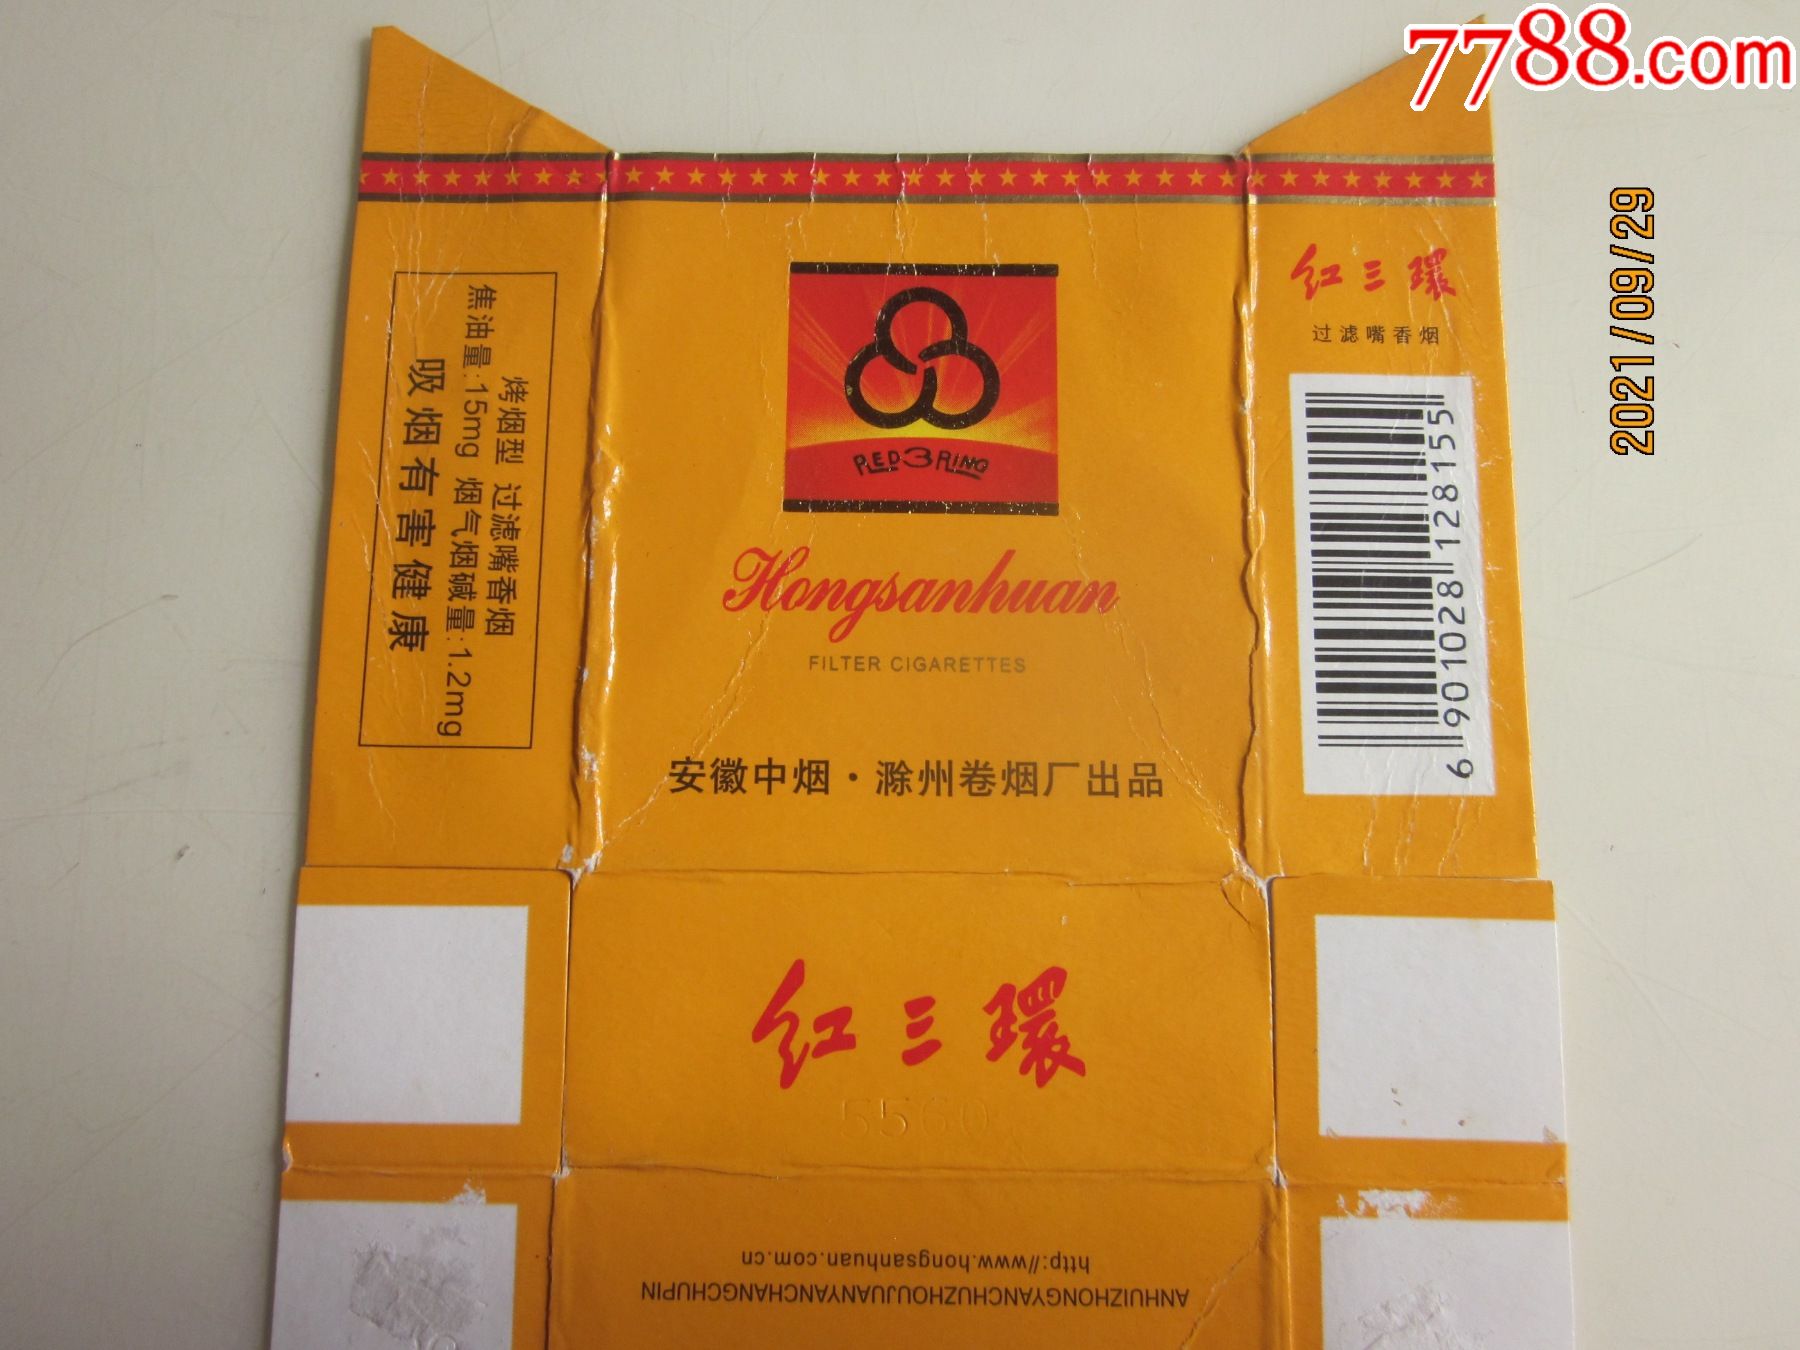 7788.com
2021/09/29
烤烟型 过滤嘴香烟
焦油量:15mg 烟气烟碱量:1.2mg
吸烟有害健康
RED 3 RING
Hongsanhuan
FILTER CIGARETTES
安徽中烟·滁州卷烟厂出品
红三環
过滤嘴香烟
6 901028 128155
红三環
5560
http://www.hongsanhuan.com.cn
ANHUIZHONGYANCHUZHOUJUANYANCHANGCHUPIN